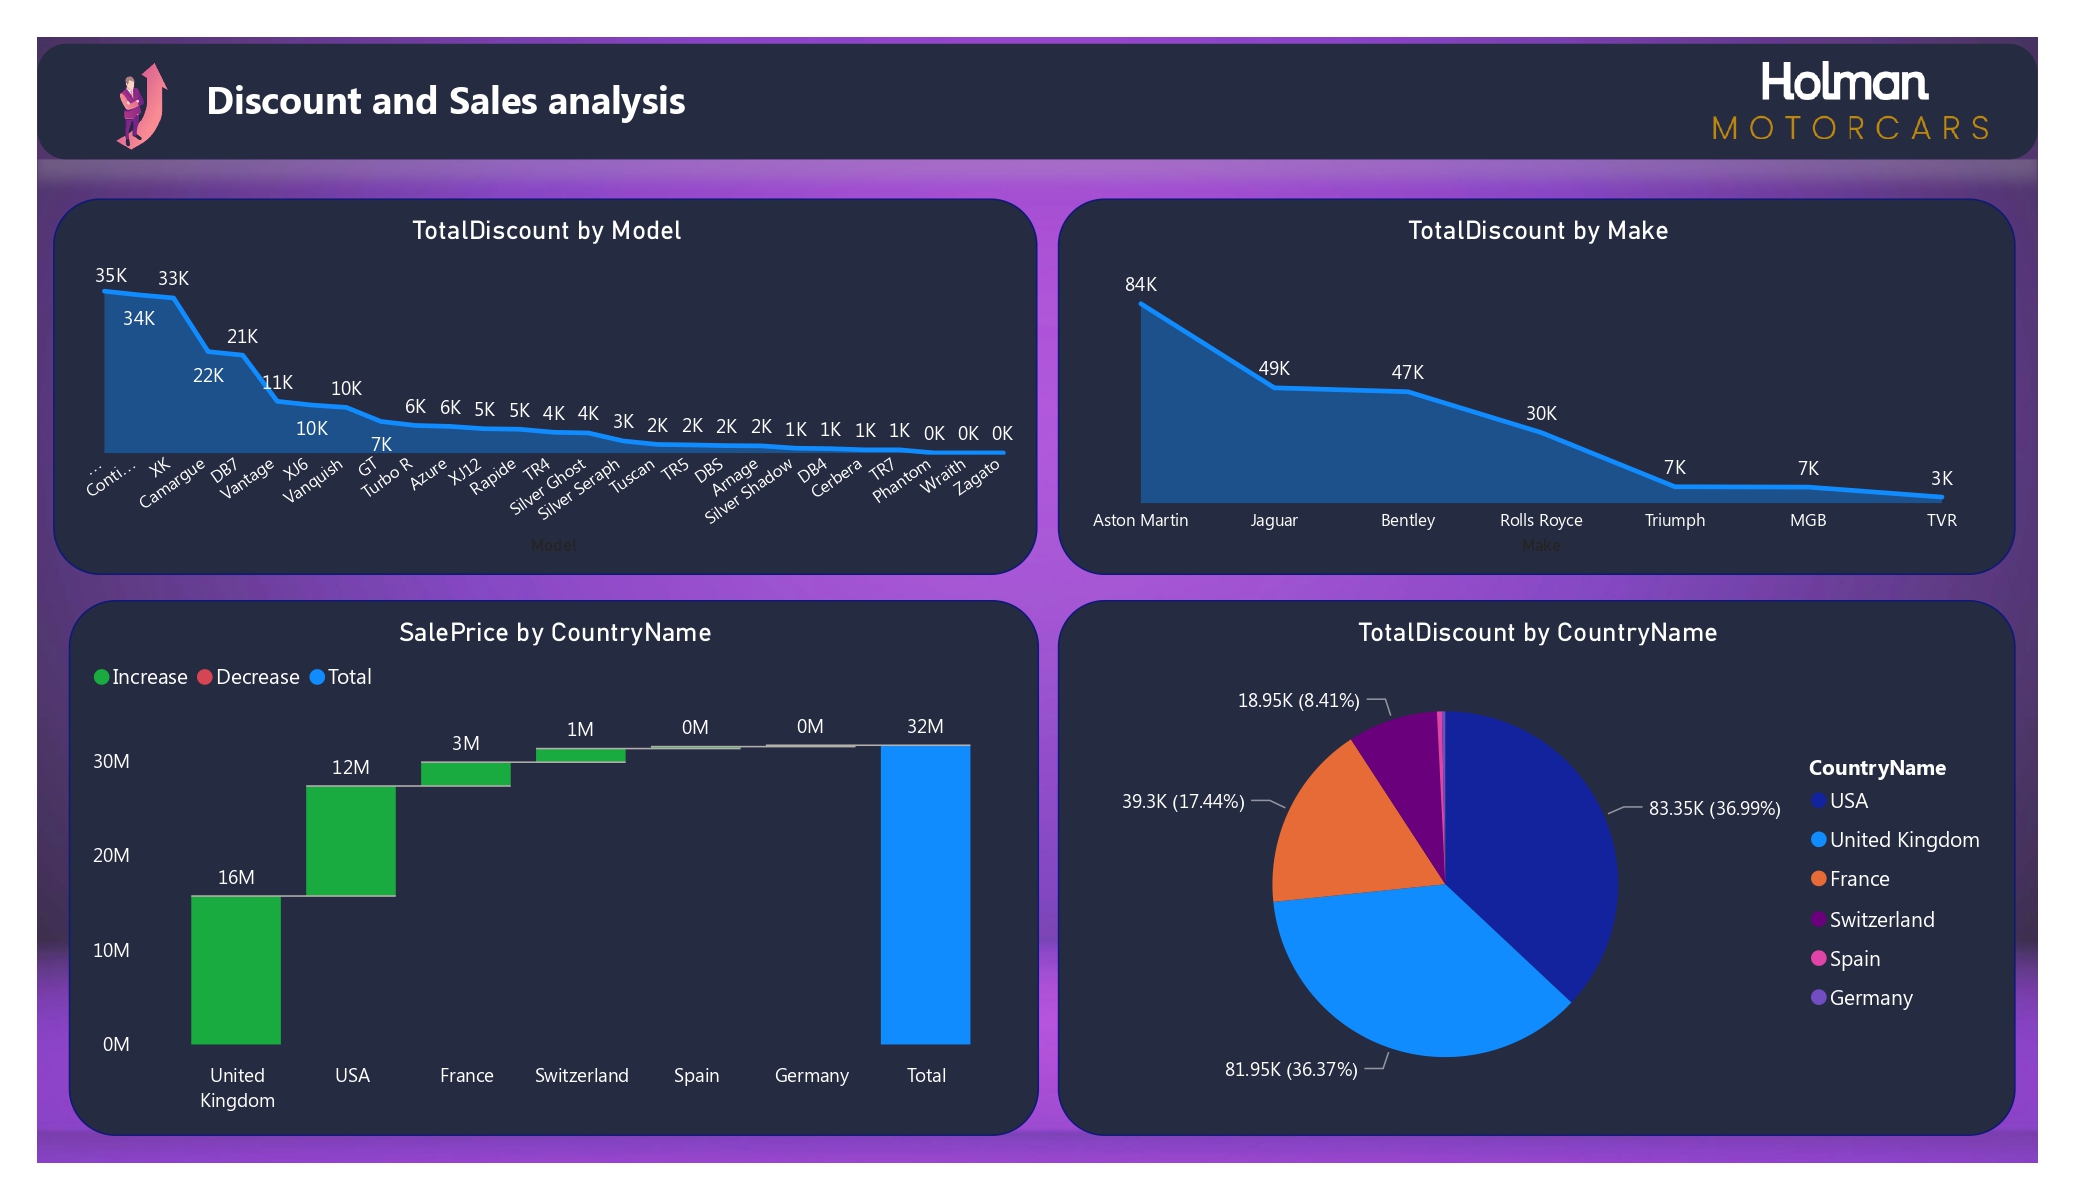 Discount and Sales analysis
Holman
MOTORCARS
TotalDiscount by Model
35K
34K
33K
22K
21K
11K
10K
10K
7K
6K
6K
5K
5K
4K
4K
3K
2K
2K
2K
2K
1K
1K
1K
1K
0K
0K
0K
...
Conti...
XK
Camargue
DB7
Vantage
XJ6
Vanquish
GT
Turbo R
Azure
XJ12
Rapide
TR4
Silver Ghost
Silver Seraph
Tuscan
TR5
DBS
Arnage
Silver Shadow
DB4
Cerbera
TR7
Phantom
Wraith
Zagato
Model
TotalDiscount by Make
84K
49K
47K
30K
7K
7K
3K
Aston Martin
Jaguar
Bentley
Rolls Royce
Triumph
MGB
TVR
Make
SalePrice by CountryName
Increase
Decrease
Total
30M
20M
10M
0M
16M
12M
3M
1M
0M
0M
32M
United
Kingdom
USA
France
Switzerland
Spain
Germany
Total
TotalDiscount by CountryName
18.95K (8.41%)
39.3K (17.44%)
83.35K (36.99%)
81.95K (36.37%)
CountryName
USA
United Kingdom
France
Switzerland
Spain
Germany